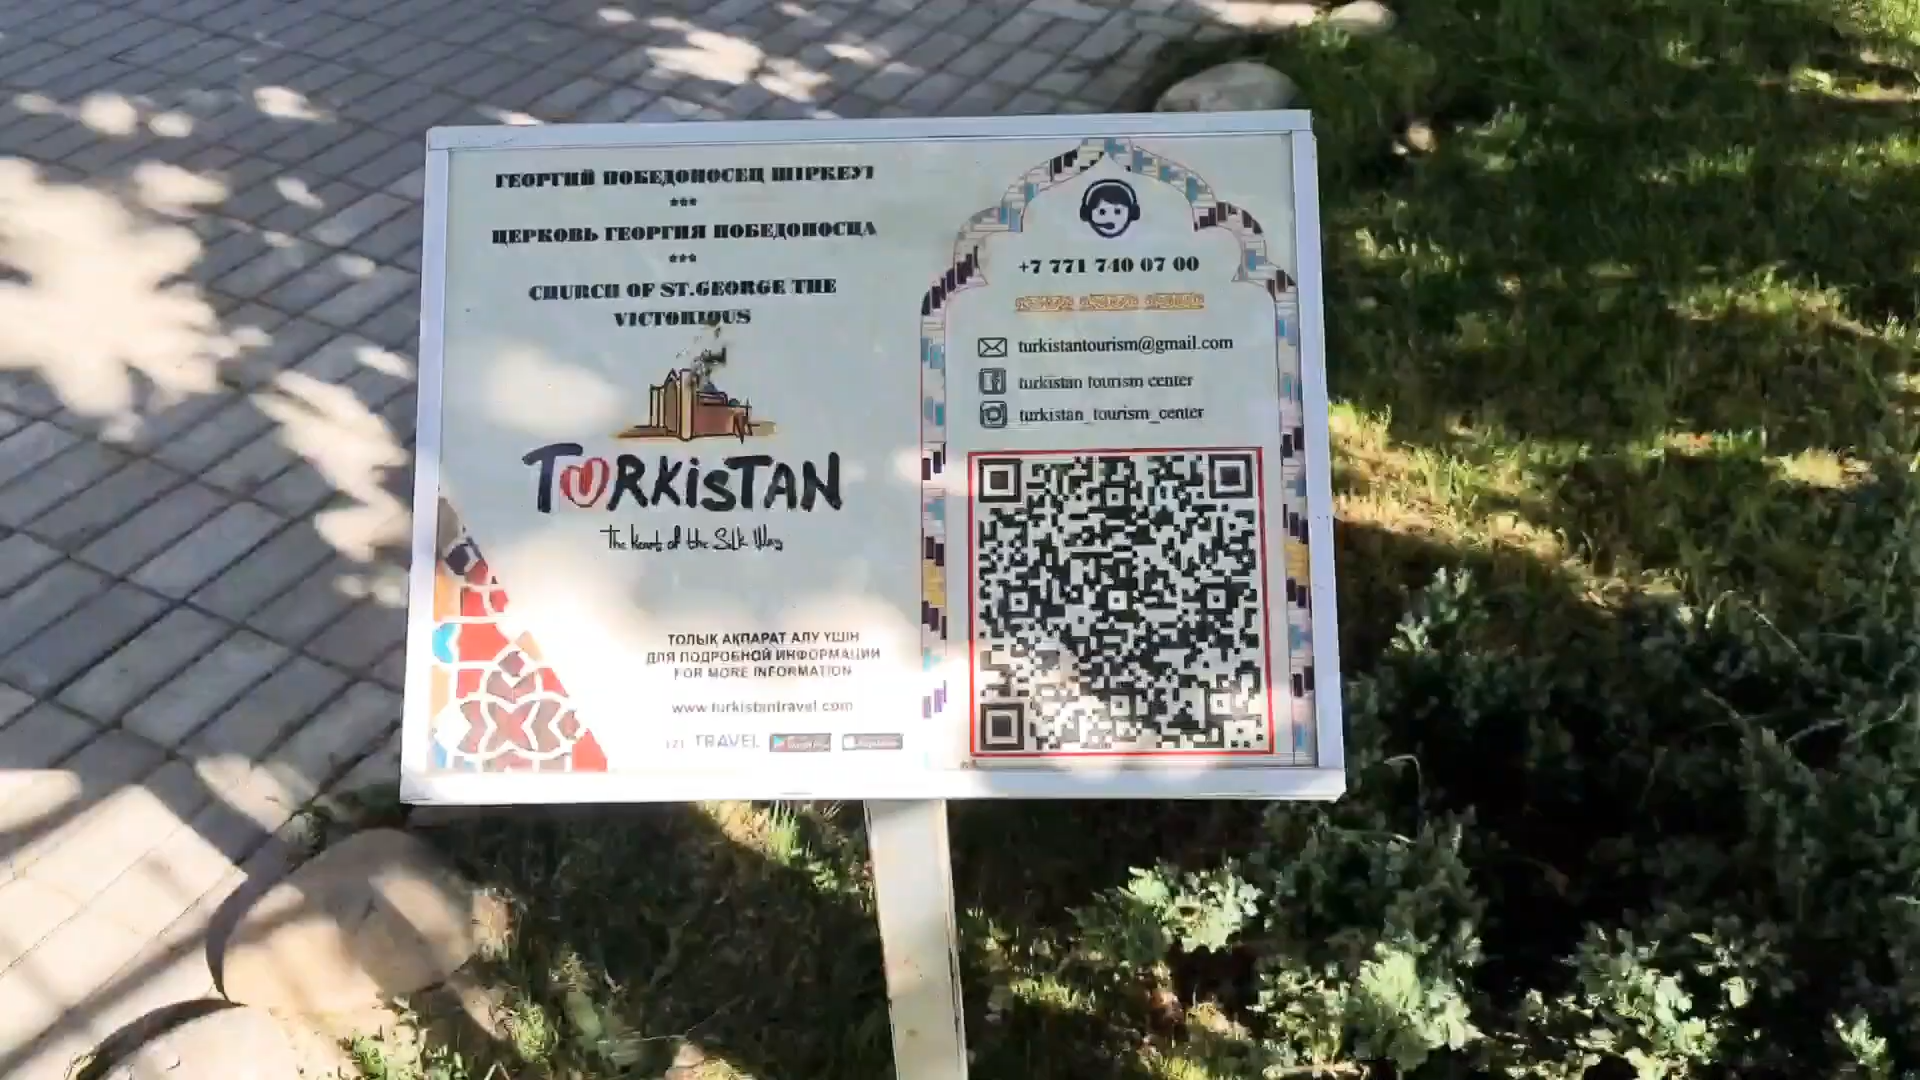 ГЕОРГИЙ ПОБЕДОНОСЕЦ ШІРКЕУІ
***
ЦЕРКОВЬ ГЕОРГИЯ ПОБЕДОНОСЦА
***
CHURCH OF ST.GEORGE THE
VICTORIOUS
TURKiSTAN
The heart of the Silk Way
ТОЛЫҚ АҚПАРАТ АЛУ ҮШІН
ДЛЯ ПОДРОБНОЙ ИНФОРМАЦИИ
FOR MORE INFORMATION
www.turkistantravel.com
TRAVEL
+7 771 740 07 00
turkistantourism@gmail.com
turkistan tourism center
turkistan_tourism_center